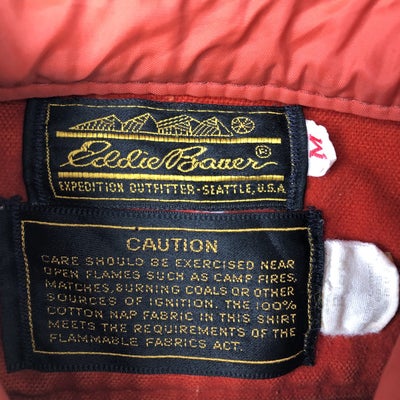 Eddie Bauer®
M
EXPEDITION OUTFITTER-SEATTLE, U.S.A.
CAUTION
CARE SHOULD BE EXERCISED NEAR
OPEN FLAMES SUCH AS CAMP FIRES,
MATCHES, BURNING COALS OR OTHER
SOURCES OF IGNITION. THE 100%
COTTON NAP FABRIC IN THIS SHIRT
MEETS THE REQUIREMENTS OF THE
FLAMMABLE FABRICS ACT.